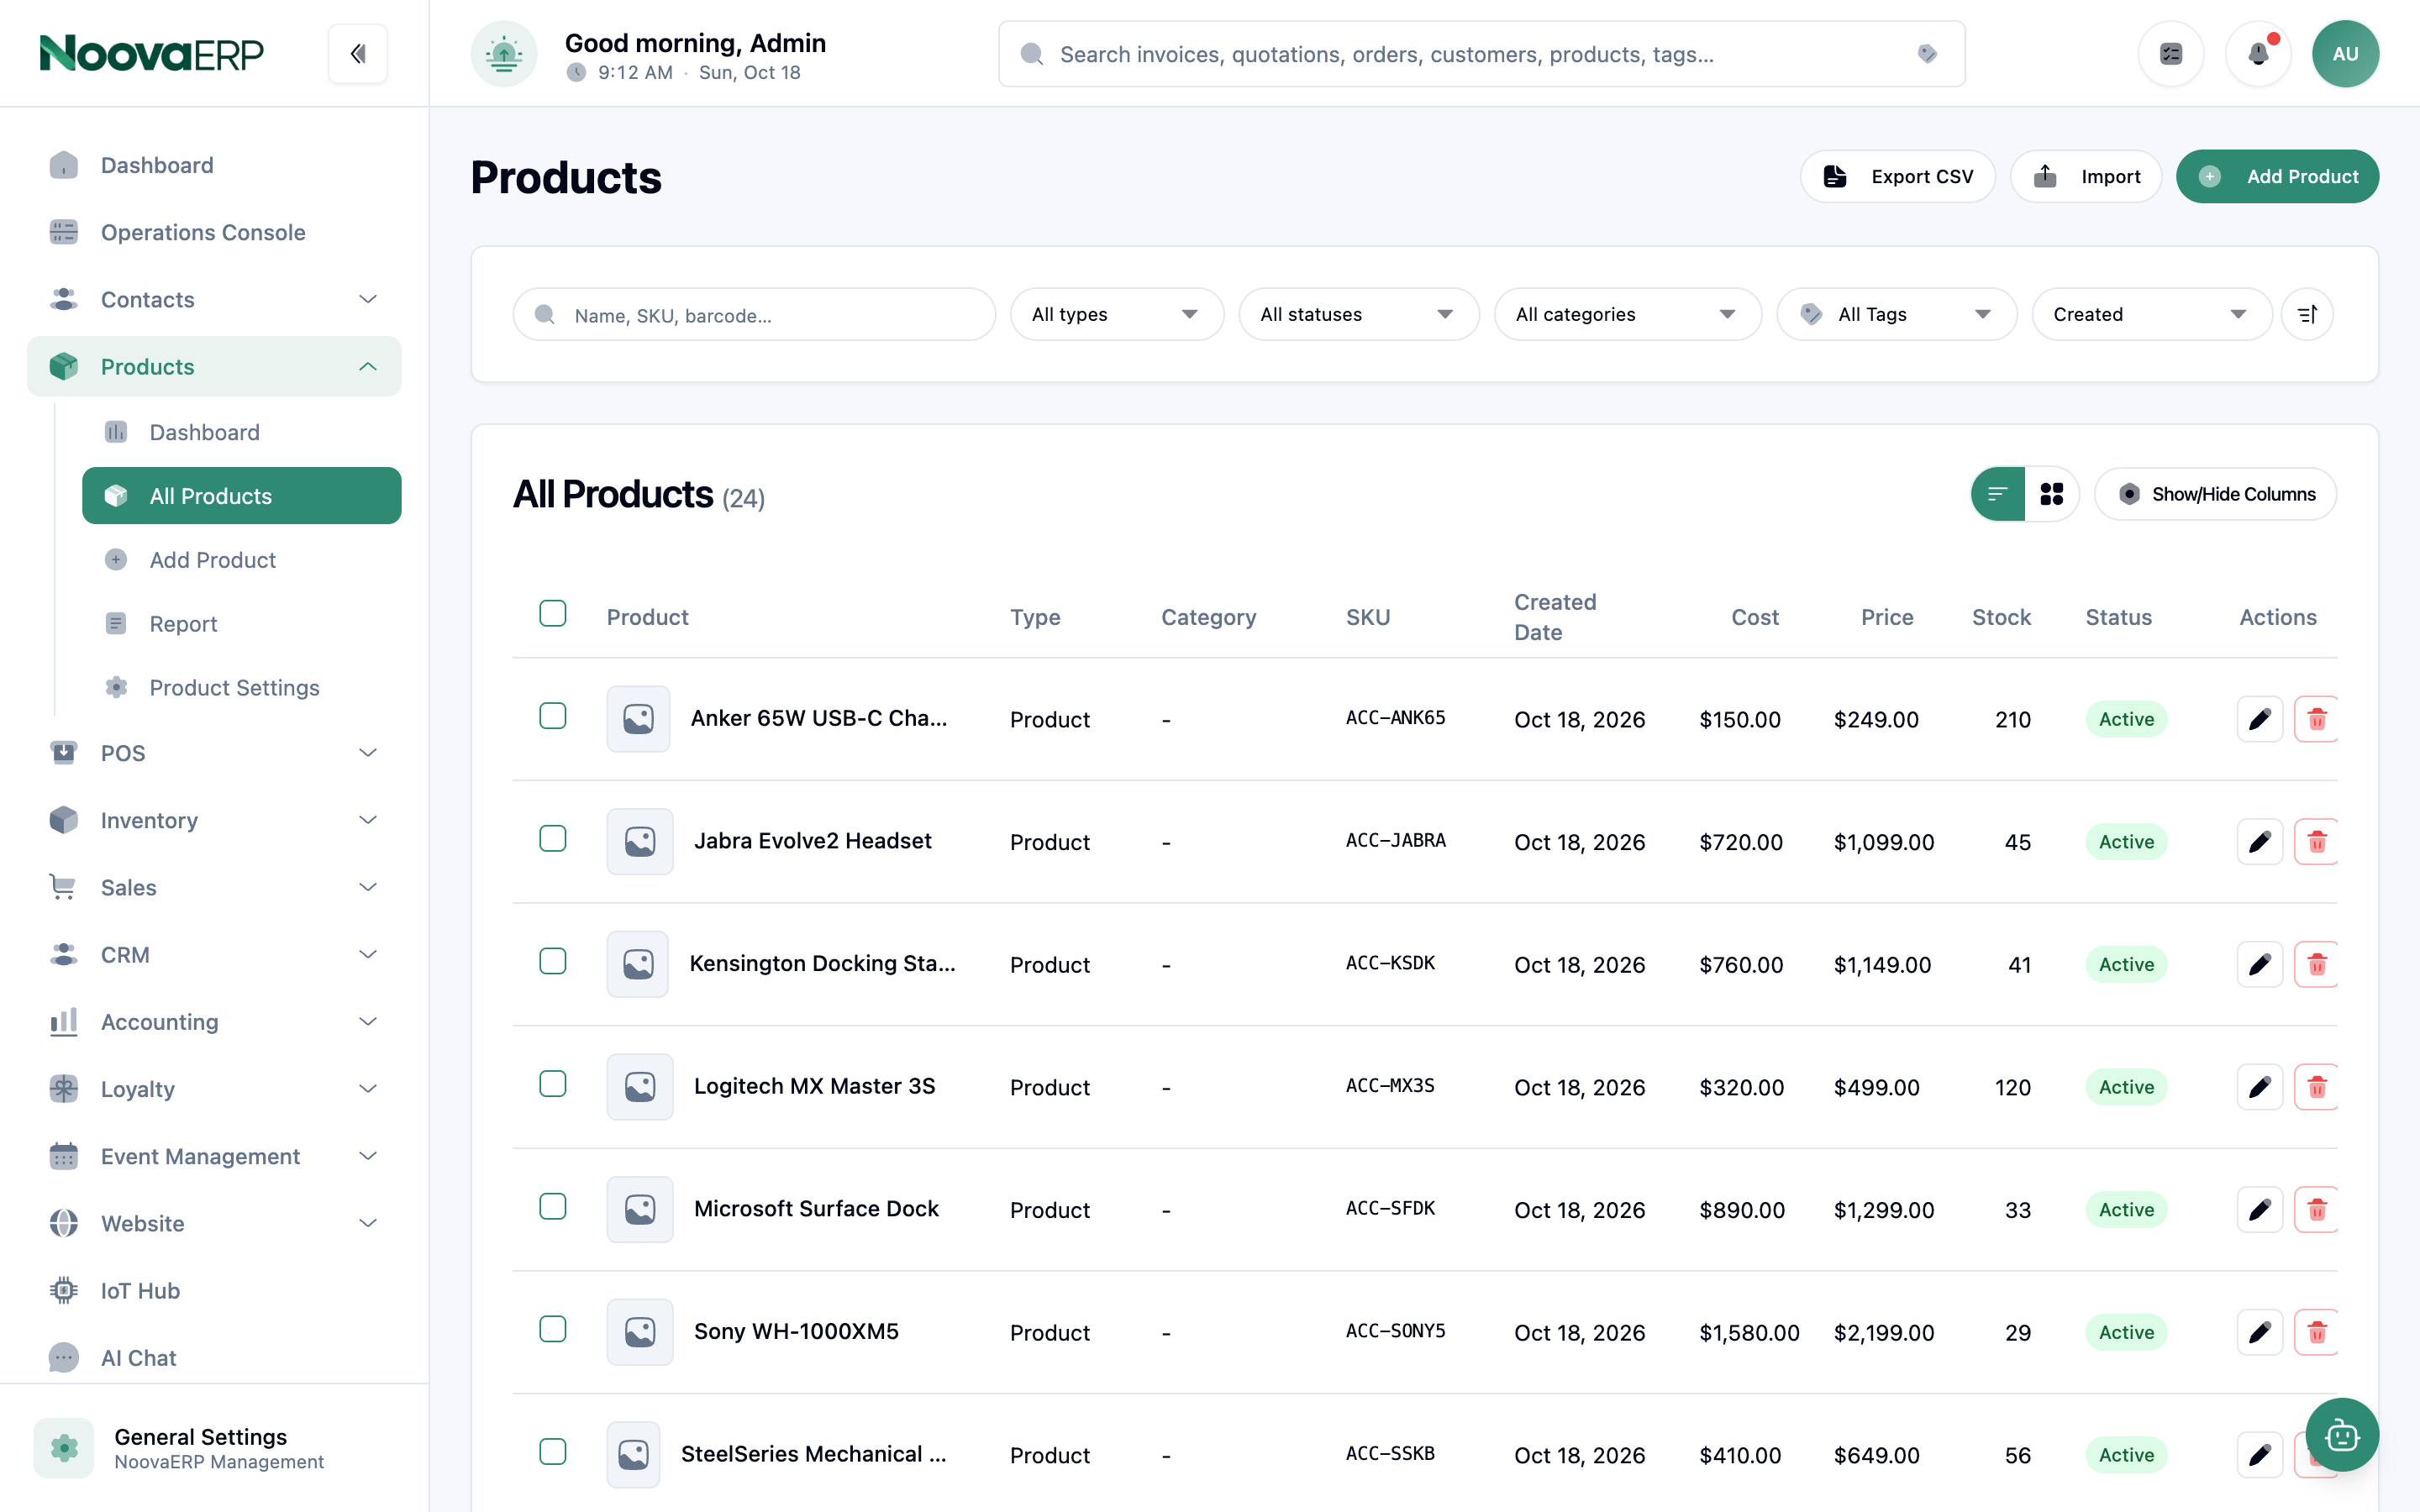 NoovaERP
Good morning, Admin
9:12 AM · Sun, Oct 18
Search invoices, quotations, orders, customers, products, tags...
AU
Dashboard
Operations Console
Contacts
Products
Dashboard
All Products
Add Product
Report
Product Settings
POS
Inventory
Sales
CRM
Accounting
Loyalty
Event Management
Website
IoT Hub
AI Chat
General Settings
NoovaERP Management
Products
Export CSV
Import
Add Product
Name, SKU, barcode...
All types
All statuses
All categories
All Tags
Created
All Products (24)
Show/Hide Columns
Product Type Category SKU Created Date Cost Price Stock Status Actions
Anker 65W USB-C Cha... Product - ACC-ANK65 Oct 18, 2026 $150.00 $249.00 210 Active
Jabra Evolve2 Headset Product - ACC-JABRA Oct 18, 2026 $720.00 $1,099.00 45 Active
Kensington Docking Sta... Product - ACC-KSDK Oct 18, 2026 $760.00 $1,149.00 41 Active
Logitech MX Master 3S Product - ACC-MX3S Oct 18, 2026 $320.00 $499.00 120 Active
Microsoft Surface Dock Product - ACC-SFDK Oct 18, 2026 $890.00 $1,299.00 33 Active
Sony WH-1000XM5 Product - ACC-SONY5 Oct 18, 2026 $1,580.00 $2,199.00 29 Active
SteelSeries Mechanical ... Product - ACC-SSKB Oct 18, 2026 $410.00 $649.00 56 Active